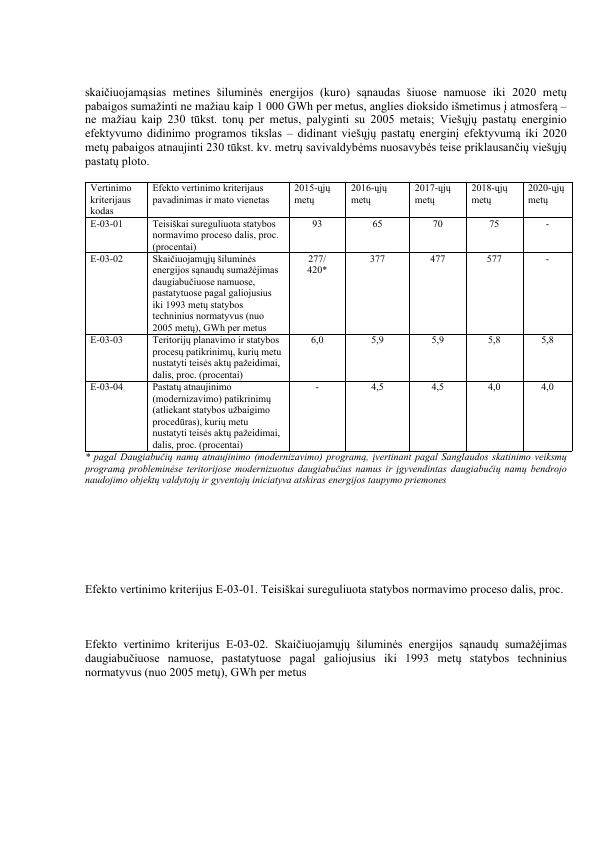 skaičiuojamąsias metines šiluminės energijos (kuro) sąnaudas šiuose namuose iki 2020 metų
pabaigos sumažinti ne mažiau kaip 1 000 GWh per metus, anglies dioksido išmetimus į atmosferą –
ne mažiau kaip 230 tūkst. tonų per metus, palyginti su 2005 metais; Viešųjų pastatų energinio
efektyvumo didinimo programos tikslas – didinant viešųjų pastatų energinį efektyvumą iki 2020
metų pabaigos atnaujinti 230 tūkst. kv. metrų savivaldybėms nuosavybės teise priklausančių viešųjų
pastatų ploto.
Vertinimo
kriterijaus
kodas
Efekto vertinimo kriterijaus
pavadinimas ir mato vienetas
2015-ųjų
metų
2016-ųjų
metų
2017-ųjų
metų
2018-ųjų
metų
2020-ųjų
metų
E-03-01
Teisiškai sureguliuota statybos
normavimo proceso dalis, proc.
(procentai)
93
65
70
75
-
E-03-02
Skaičiuojamųjų šiluminės
energijos sąnaudų sumažėjimas
daugiabučiuose namuose,
pastatytuose pagal galiojusius
iki 1993 metų statybos
techninius normatyvus (nuo
2005 metų), GWh per metus
277/
420*
377
477
577
-
E-03-03
Teritorijų planavimo ir statybos
procesų patikrinimų, kurių metu
nustatyti teisės aktų pažeidimai,
dalis, proc. (procentai)
6,0
5,9
5,9
5,8
5,8
E-03-04
Pastatų atnaujinimo
(modernizavimo) patikrinimų
(atliekant statybos užbaigimo
procedūras), kurių metu
nustatyti teisės aktų pažeidimai,
dalis, proc. (procentai)
-
4,5
4,5
4,0
4,0
* pagal Daugiabučių namų atnaujinimo (modernizavimo) programą, įvertinant pagal Sanglaudos skatinimo veiksmų
programą probleminėse teritorijose modernizuotus daugiabučius namus ir įgyvendintas daugiabučių namų bendrojo
naudojimo objektų valdytojų ir gyventojų iniciatyva atskiras energijos taupymo priemones
Efekto vertinimo kriterijus E-03-01. Teisiškai sureguliuota statybos normavimo proceso dalis, proc.
Efekto vertinimo kriterijus E-03-02. Skaičiuojamųjų šiluminės energijos sąnaudų sumažėjimas
daugiabučiuose namuose, pastatytuose pagal galiojusius iki 1993 metų statybos techninius
normatyvus (nuo 2005 metų), GWh per metus